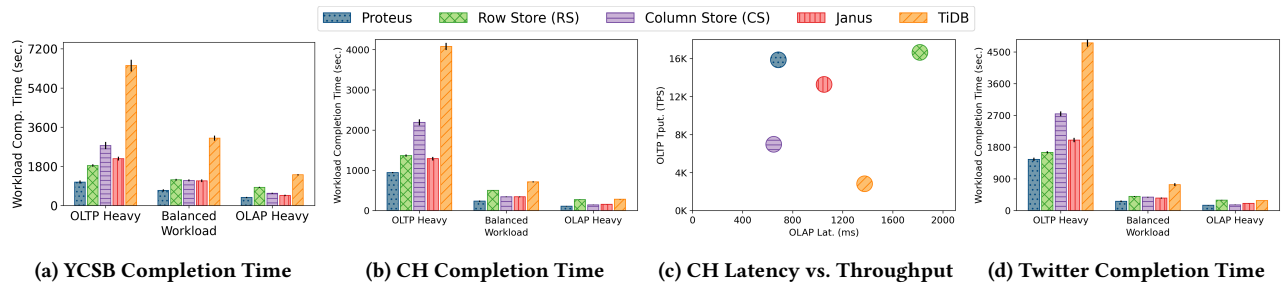 Proteus Row Store (RS) Column Store (CS) Janus TiDB
Workload Comp. Time (sec.)
7200
5400
3600
1800
0
OLTP Heavy Balanced OLAP Heavy
Workload
(a) YCSB Completion Time
Workload Completion Time (sec.)
4000
3000
2000
1000
0
OLTP Heavy Balanced OLAP Heavy
Workload
(b) CH Completion Time
OLTP Tput. (TPS)
16K
12K
8K
4K
0K
0 400 800 1200 1600 2000
OLAP Lat. (ms)
(c) CH Latency vs. Throughput
Workload Completion Time (sec.)
4500
3600
2700
1800
900
0
OLTP Heavy Balanced OLAP Heavy
Workload
(d) Twitter Completion Time